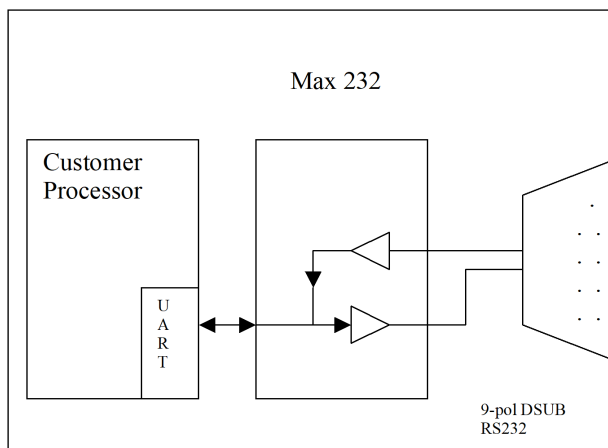 Max 232
Customer
Processor
U
A
R
T
9-pol DSUB
RS232